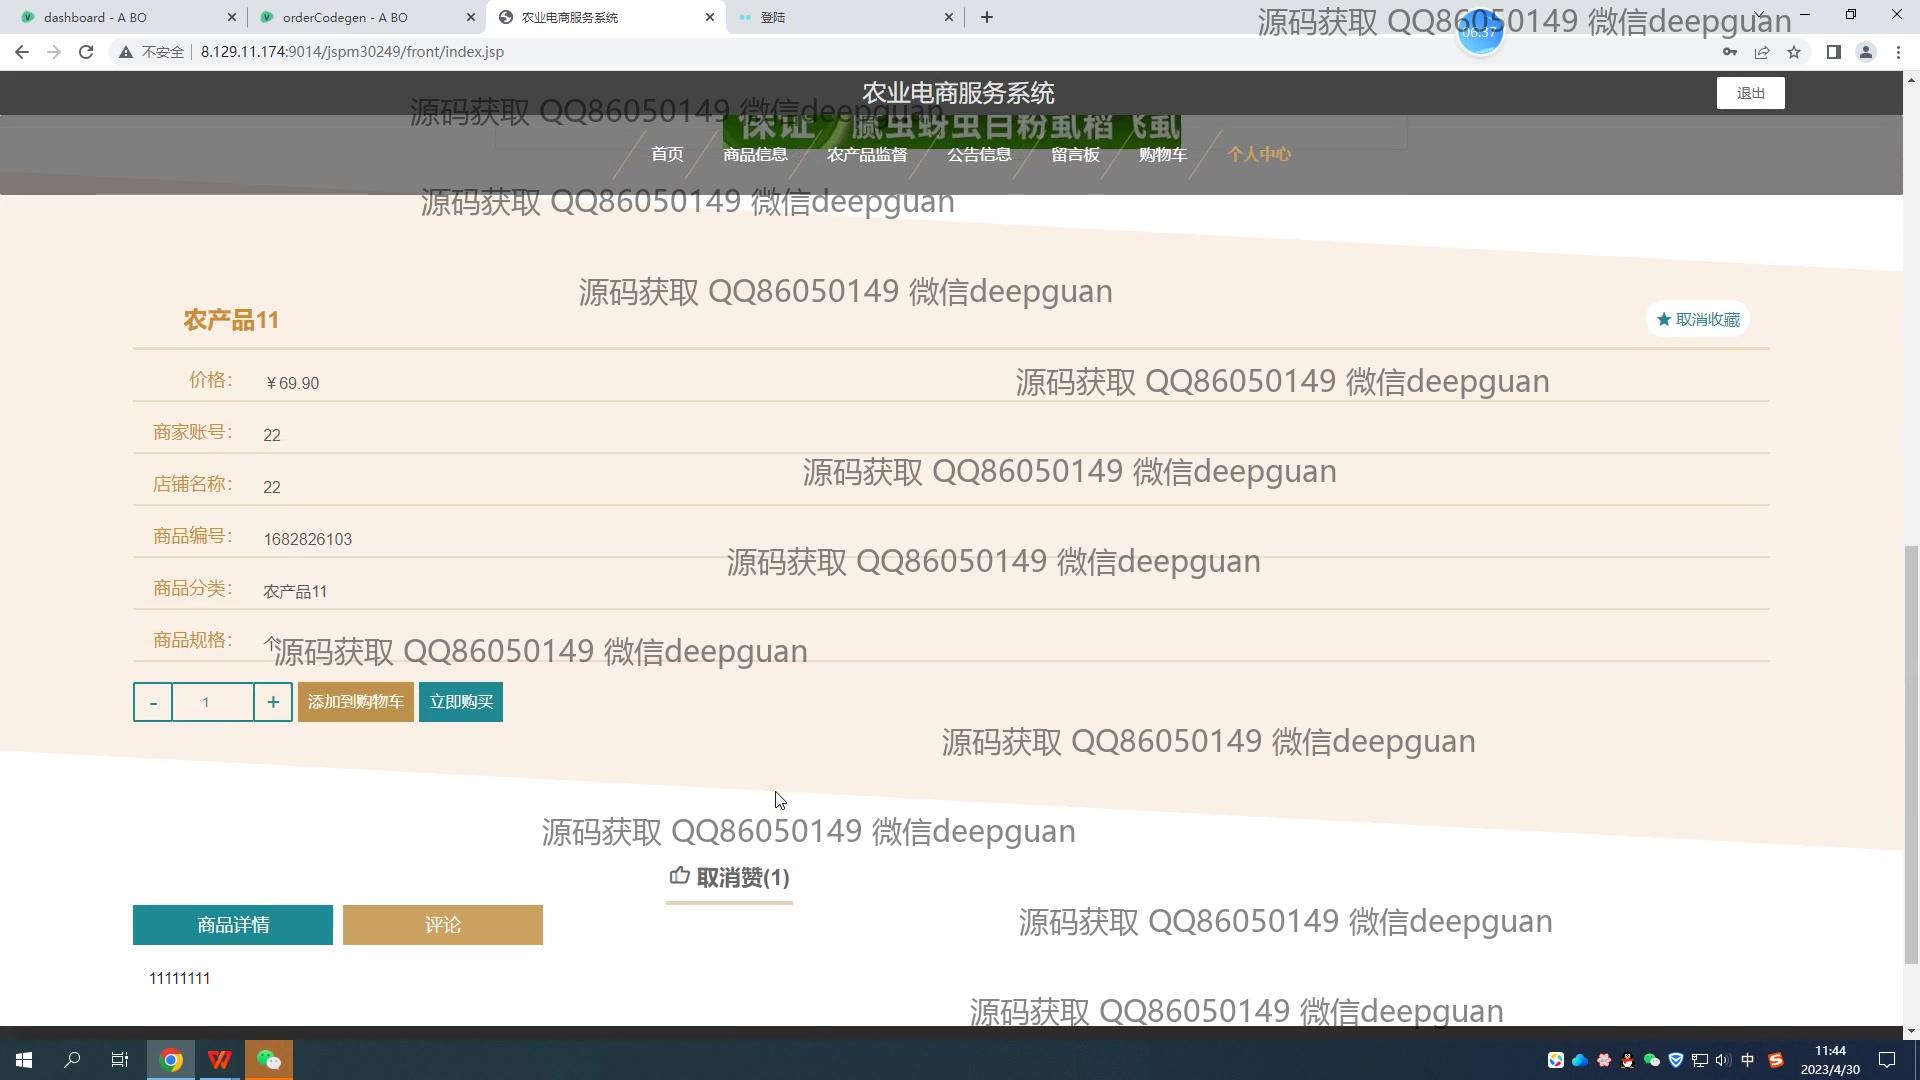 dashboard - A BO
orderCodegen - A BO
农业电商服务系统
登陆
源码获取 QQ86050149 微信deepguan
06:37
不安全
8.129.11.174:9014/jspm30249/front/index.jsp
农业电商服务系统
退出
源码获取 QQ86050149 微信deepguan
保证 赢虫蚜虫白粉虱稻飞虱
首页
商品信息
农产品监督
公告信息
留言板
购物车
个人中心
源码获取 QQ86050149 微信deepguan
源码获取 QQ86050149 微信deepguan
农产品11
取消收藏
价格: ￥69.90
源码获取 QQ86050149 微信deepguan
商家账号: 22
店铺名称: 22
源码获取 QQ86050149 微信deepguan
商品编号: 1682826103
源码获取 QQ86050149 微信deepguan
商品分类: 农产品11
商品规格: 个
源码获取 QQ86050149 微信deepguan
- 1 + 添加到购物车 立即购买
源码获取 QQ86050149 微信deepguan
源码获取 QQ86050149 微信deepguan
取消赞(1)
商品详情
评论
源码获取 QQ86050149 微信deepguan
11111111
源码获取 QQ86050149 微信deepguan
中
11:44
2023/4/30